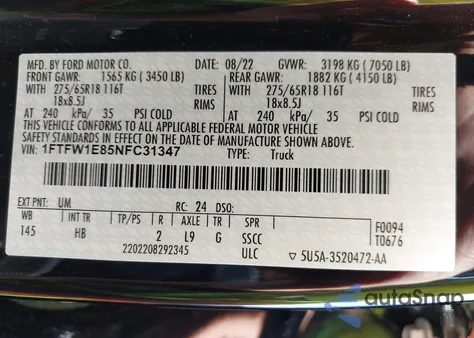 MFD. BY FORD MOTOR CO. DATE: 08/22 GVWR: 3198 KG ( 7050 LB)
FRONT GAWR: 1565 KG ( 3450 LB) REAR GAWR: 1882 KG ( 4150 LB)
WITH 275/65R18 116T TIRES WITH 275/65R18 116T TIRES
18x8.5J RIMS 18x8.5J RIMS
AT 240 kPa/ 35 PSI COLD AT 240 kPa/ 35 PSI COLD
THIS VEHICLE CONFORMS TO ALL APPLICABLE FEDERAL MOTOR VEHICLE
SAFETY STANDARDS IN EFFECT ON THE DATE OF MANUFACTURE SHOWN ABOVE.
VIN: 1FTFW1E85NFC31347 TYPE: Truck
EXT PNT: UM RC: 24 DSO:
WB INT TR TP/PS R AXLE TR SPR F0094
145 HB 2 L9 G SSCC T0676
2202208292345 ULC ▽ 5U5A-3520472-AA
autoSnap